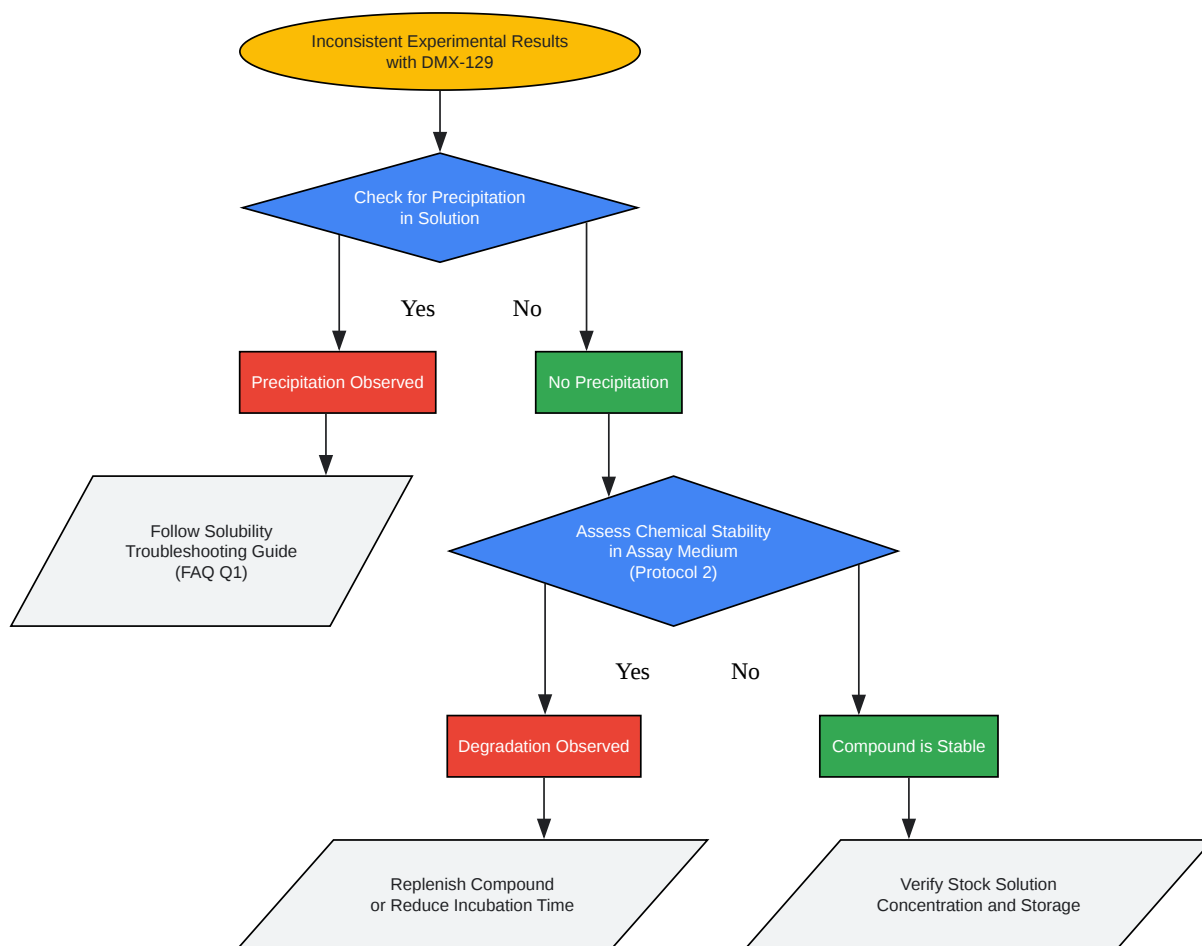 Inconsistent Experimental Results
with DMX-129
Check for Precipitation
in Solution
Yes
No
Precipitation Observed
No Precipitation
Follow Solubility
Troubleshooting Guide
(FAQ Q1)
Assess Chemical Stability
in Assay Medium
(Protocol 2)
Yes
No
Degradation Observed
Compound is Stable
Replenish Compound
or Reduce Incubation Time
Verify Stock Solution
Concentration and Storage